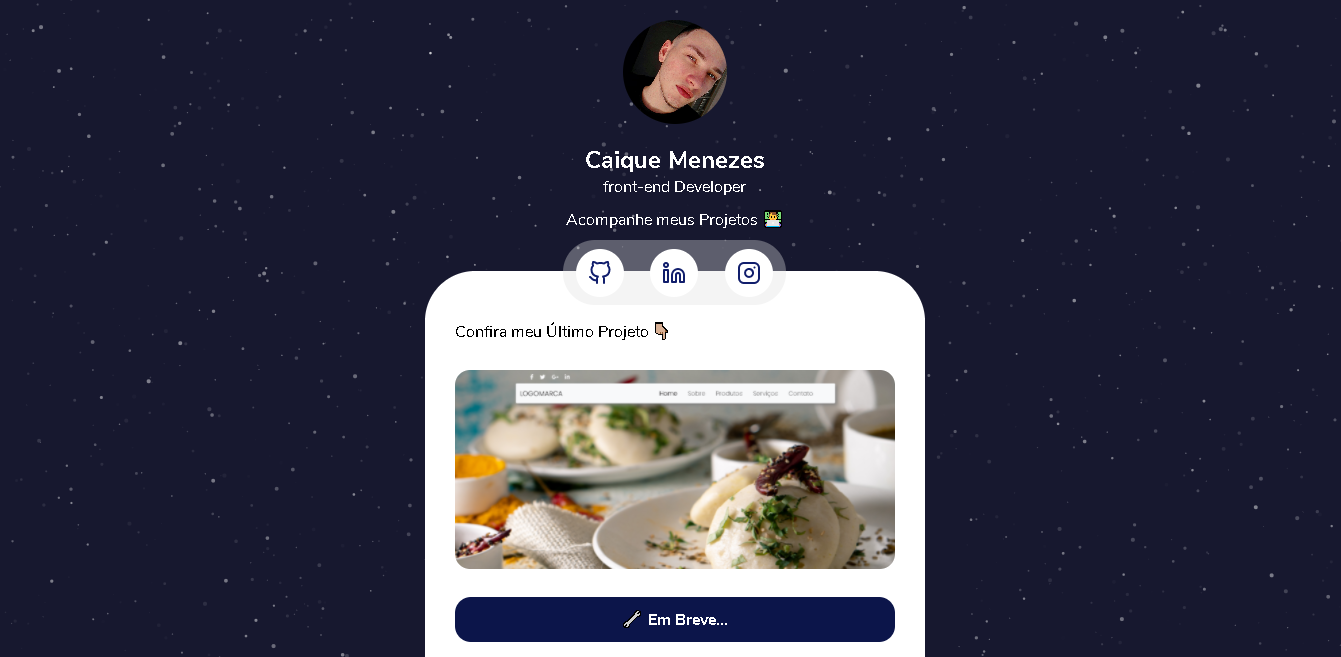 Caique Menezes
front-end Developer
Acompanhe meus Projetos 👨‍💻
Confira meu Último Projeto 👇🏽
LOGOMARCA Home Sobre Produtos Serviços Contato
🔧 Em Breve...